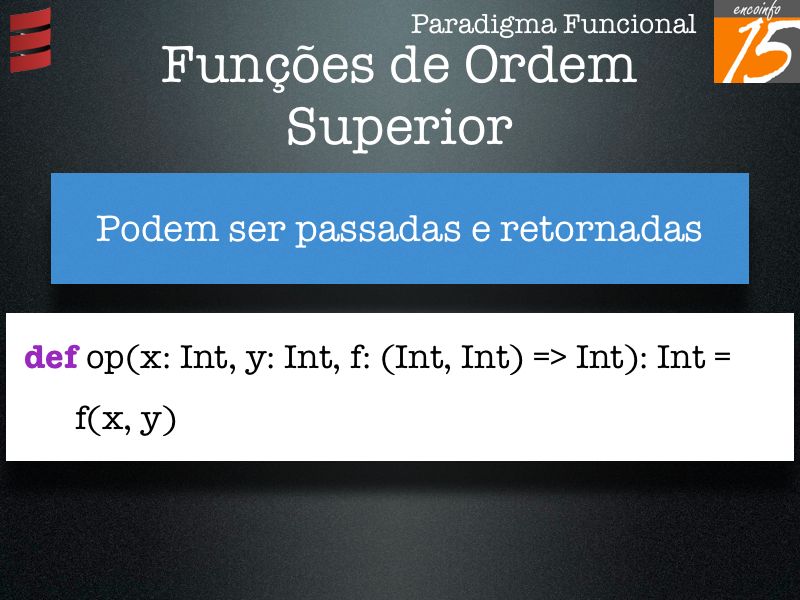 Paradigma Funcional
encoinfo
15
Funções de Ordem
Superior
Podem ser passadas e retornadas
def op(x: Int, y: Int, f: (Int, Int) => Int): Int =
f(x, y)